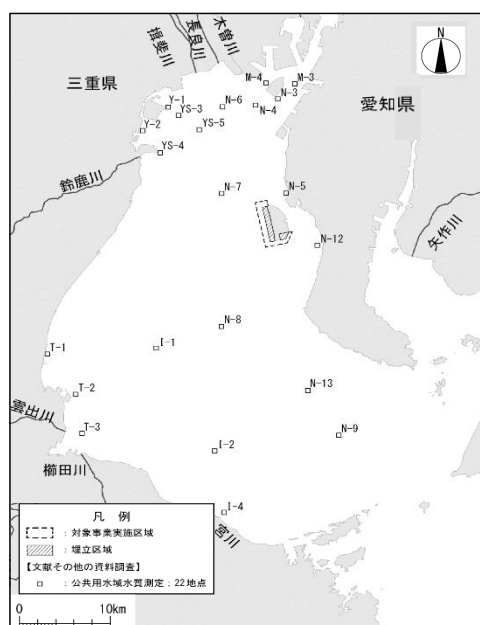 木曽川
長良川
揖斐川
N
三重県
愛知県
M-4
M-3
N-3
N-4
N-6
Y-1
YS-3
YS-5
Y-2
YS-4
鈴鹿川
N-7
N-5
N-12
矢作川
N-8
I-1
T-1
T-2
N-13
雲出川
T-3
N-9
櫛田川
I-2
I-4
宮川
凡 例
：対象事業実施区域
：埋立区域
【文献その他の資料調査】
：公共用水域水質測定；22地点
0 10km